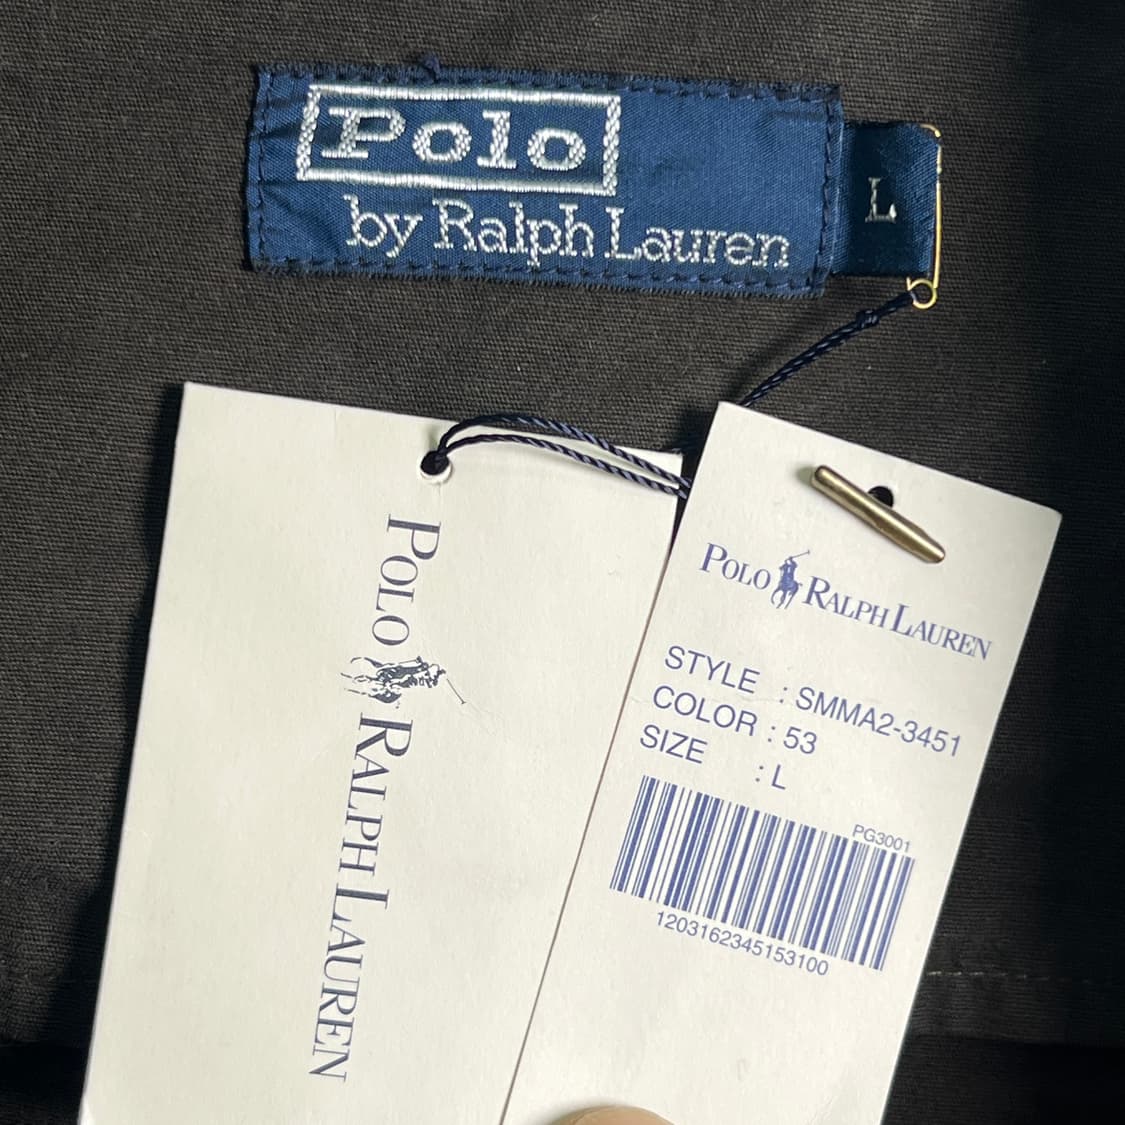 Polo
by Ralph Lauren
L
POLO RALPH LAUREN
POLO RALPH LAUREN
STYLE : SMMA2-3451
COLOR : 53
SIZE : L
PG3001
1203162345153100